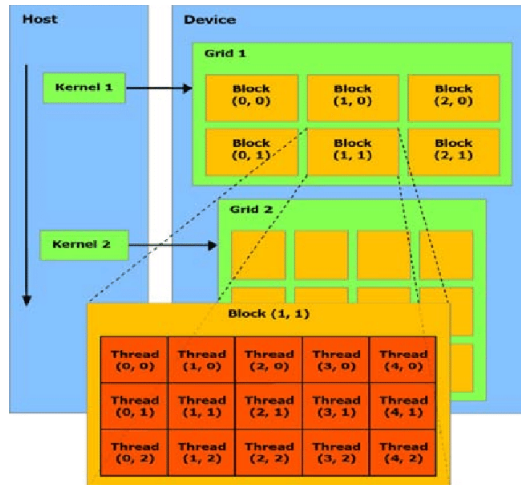 Host
Device
Grid 1
Kernel 1
Block
(0, 0)
Block
(1, 0)
Block
(2, 0)
Block
(0, 1)
Block
(1, 1)
Block
(2, 1)
Grid 2
Kernel 2
Block (1, 1)
Thread
(0, 0)
Thread
(1, 0)
Thread
(2, 0)
Thread
(3, 0)
Thread
(4, 0)
Thread
(0, 1)
Thread
(1, 1)
Thread
(2, 1)
Thread
(3, 1)
Thread
(4, 1)
Thread
(0, 2)
Thread
(1, 2)
Thread
(2, 2)
Thread
(3, 2)
Thread
(4, 2)